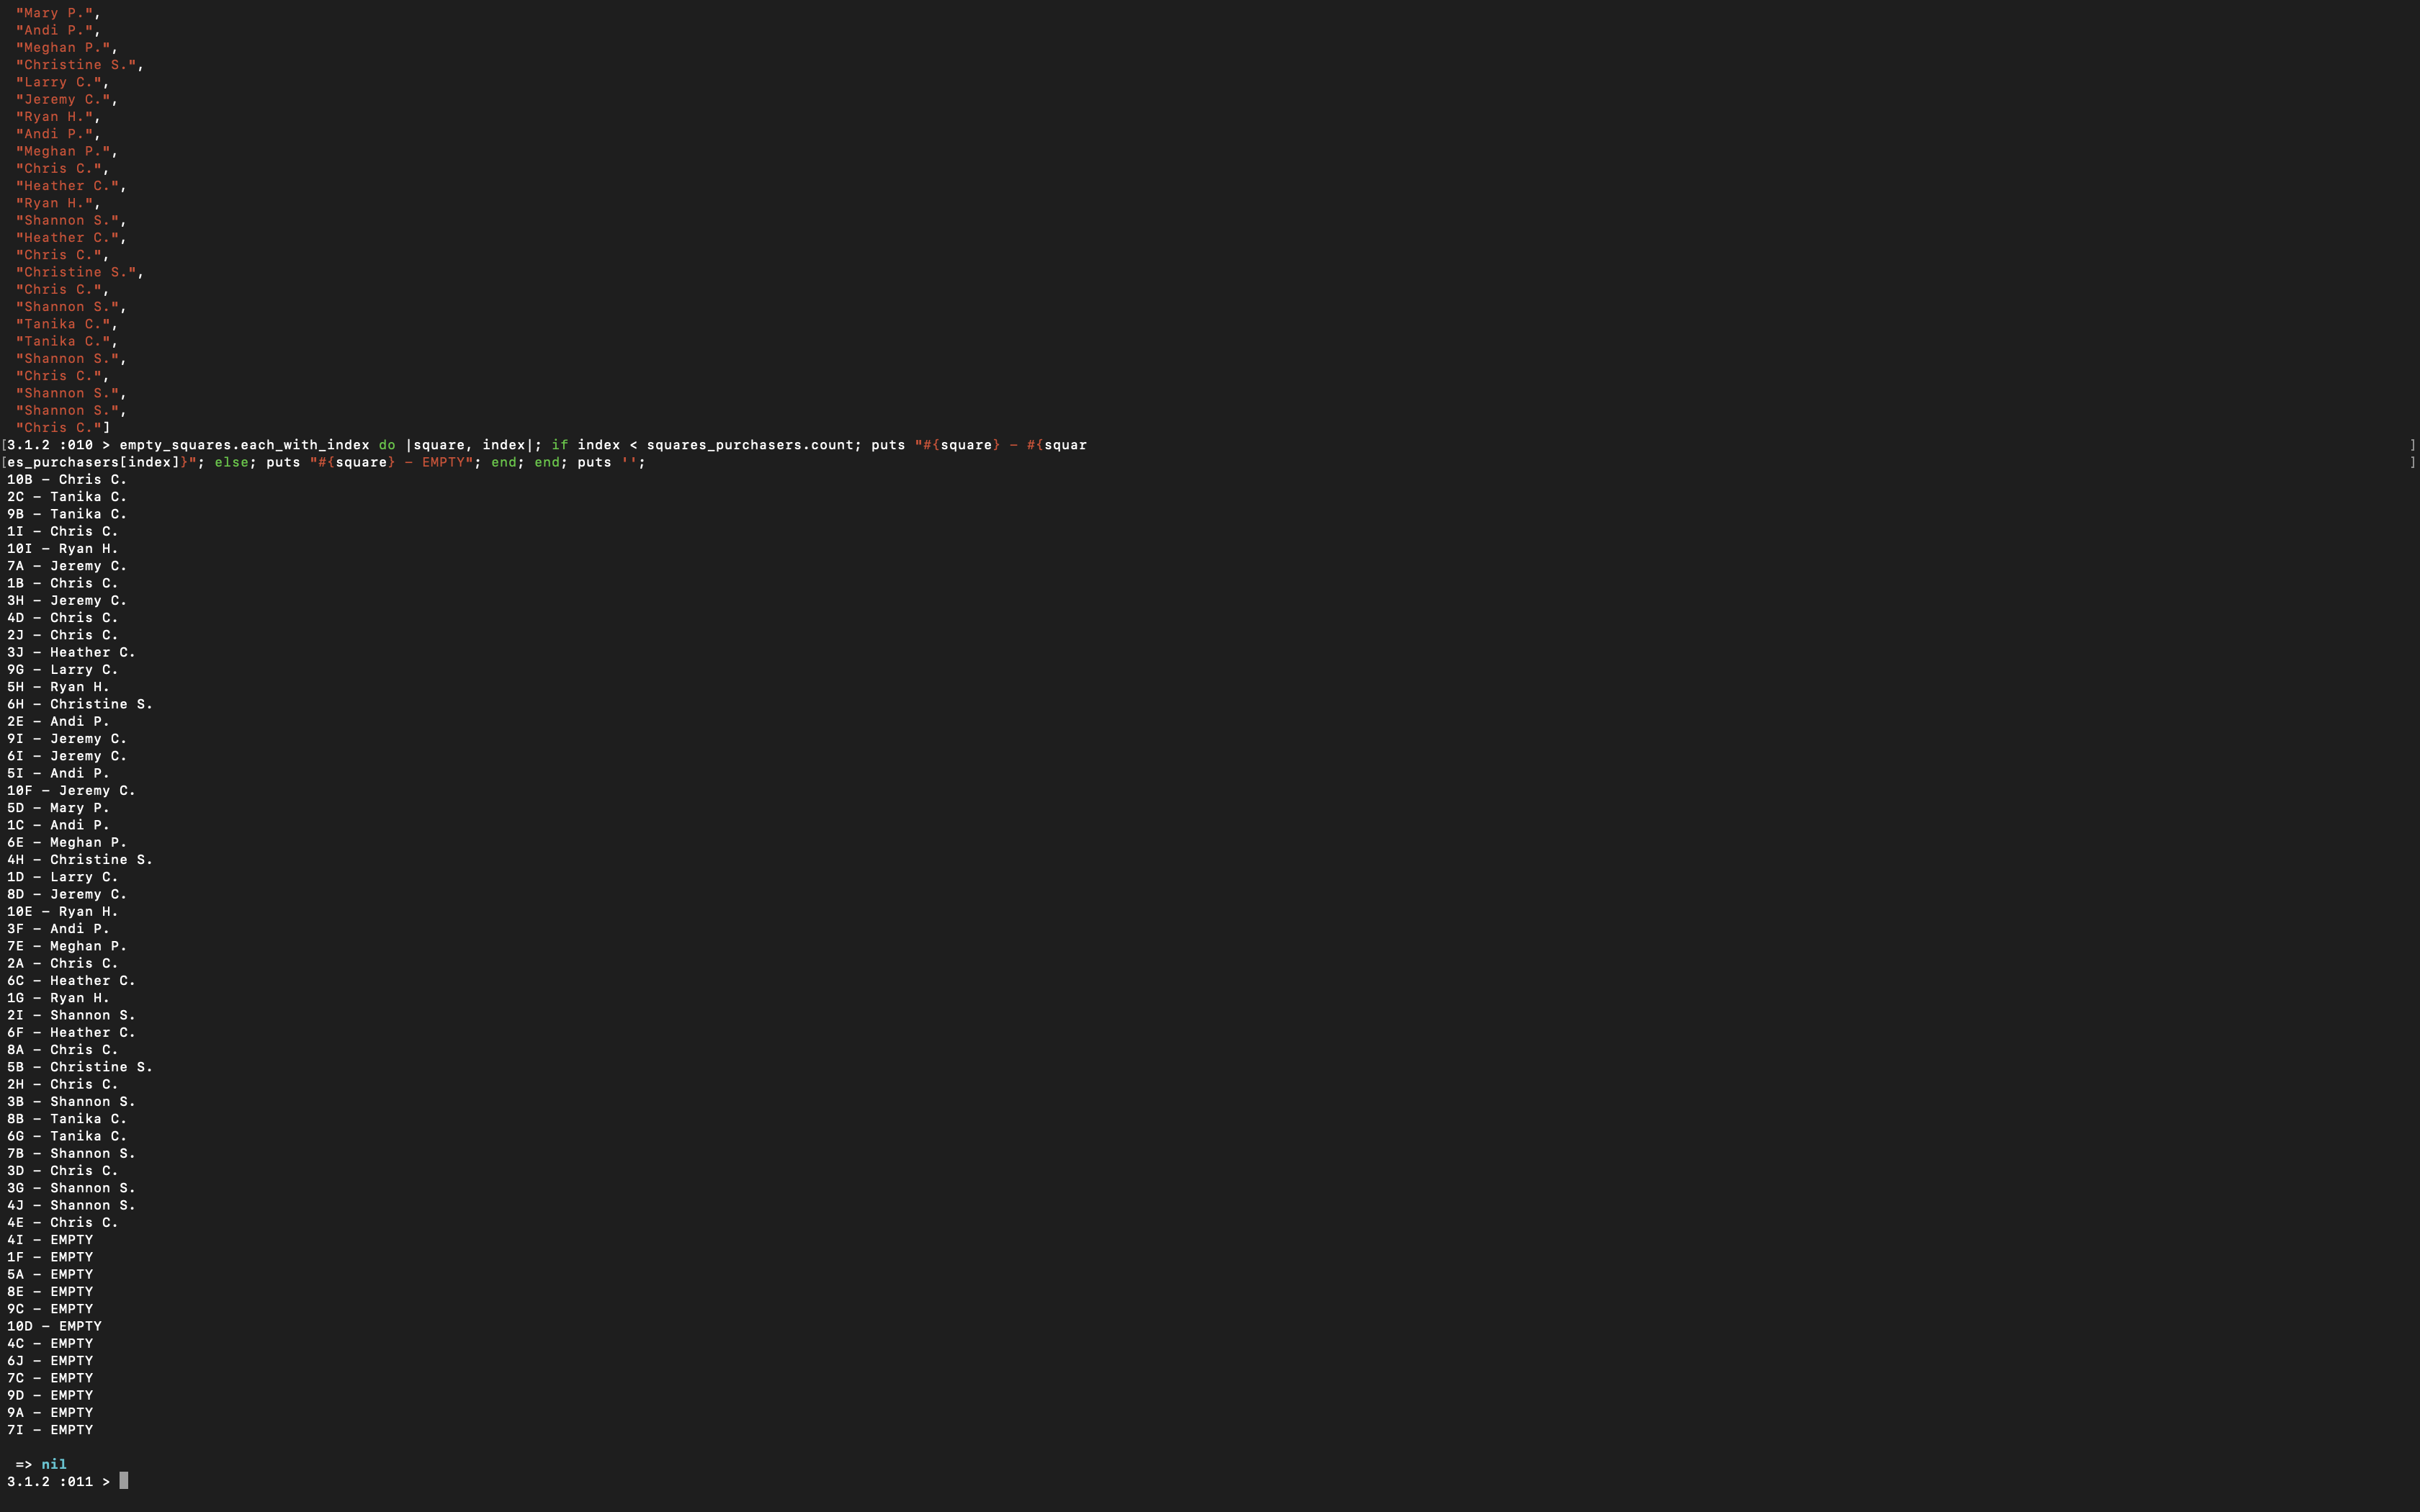 "Mary P.",
"Andi P.",
"Meghan P.",
"Christine S.",
"Larry C.",
"Jeremy C.",
"Ryan H.",
"Andi P.",
"Meghan P.",
"Chris C.",
"Heather C.",
"Ryan H.",
"Shannon S.",
"Heather C.",
"Chris C.",
"Christine S.",
"Chris C.",
"Shannon S.",
"Tanika C.",
"Tanika C.",
"Shannon S.",
"Chris C.",
"Shannon S.",
"Shannon S.",
"Chris C."]
[3.1.2 :010 > empty_squares.each_with_index do |square, index|; if index < squares_purchasers.count; puts "#{square} - #{squar ]
[es_purchasers[index]}"; else; puts "#{square} - EMPTY"; end; end; puts ''; ]
10B - Chris C.
2C - Tanika C.
9B - Tanika C.
1I - Chris C.
10I - Ryan H.
7A - Jeremy C.
1B - Chris C.
3H - Jeremy C.
4D - Chris C.
2J - Chris C.
3J - Heather C.
9G - Larry C.
5H - Ryan H.
6H - Christine S.
2E - Andi P.
9I - Jeremy C.
6I - Jeremy C.
5I - Andi P.
10F - Jeremy C.
5D - Mary P.
1C - Andi P.
6E - Meghan P.
4H - Christine S.
1D - Larry C.
8D - Jeremy C.
10E - Ryan H.
3F - Andi P.
7E - Meghan P.
2A - Chris C.
6C - Heather C.
1G - Ryan H.
2I - Shannon S.
6F - Heather C.
8A - Chris C.
5B - Christine S.
2H - Chris C.
3B - Shannon S.
8B - Tanika C.
6G - Tanika C.
7B - Shannon S.
3D - Chris C.
3G - Shannon S.
4J - Shannon S.
4E - Chris C.
4I - EMPTY
1F - EMPTY
5A - EMPTY
8E - EMPTY
9C - EMPTY
10D - EMPTY
4C - EMPTY
6J - EMPTY
7C - EMPTY
9D - EMPTY
9A - EMPTY
7I - EMPTY
=> nil
3.1.2 :011 >